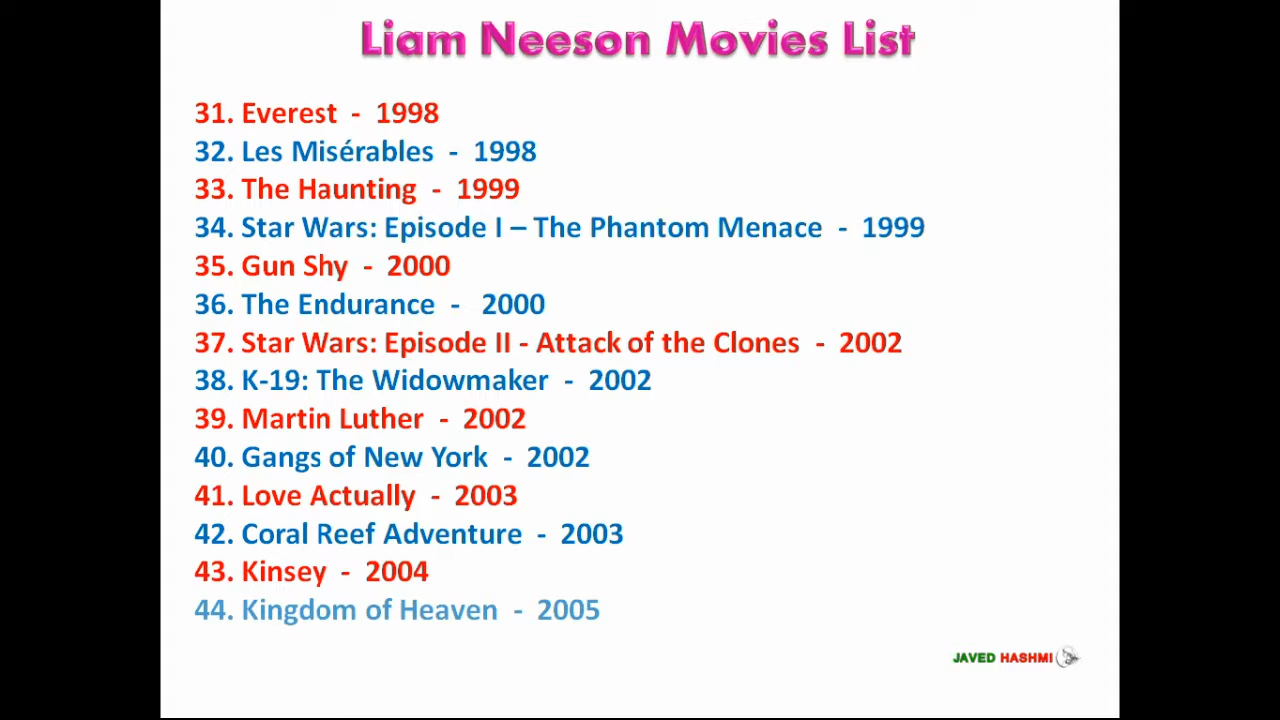 Liam Neeson Movies List
31. Everest - 1998
32. Les Misérables - 1998
33. The Haunting - 1999
34. Star Wars: Episode I – The Phantom Menace - 1999
35. Gun Shy - 2000
36. The Endurance - 2000
37. Star Wars: Episode II - Attack of the Clones - 2002
38. K-19: The Widowmaker - 2002
39. Martin Luther - 2002
40. Gangs of New York - 2002
41. Love Actually - 2003
42. Coral Reef Adventure - 2003
43. Kinsey - 2004
44. Kingdom of Heaven - 2005
JAVED HASHMI